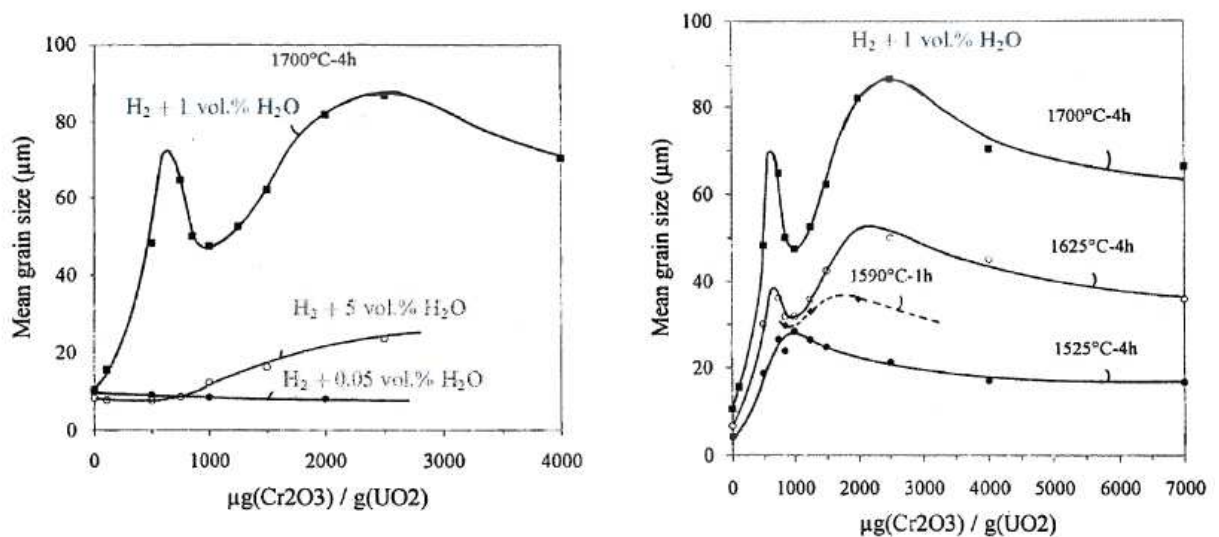 100
80
60
40
20
0
Mean grain size (µm)
1700°C-4h
H2 + 1 vol.% H2O
H2 + 5 vol.% H2O
H2 + 0.05 vol.% H2O
0 1000 2000 3000 4000
µg(Cr2O3) / g(UO2)
100
80
60
40
20
0
Mean grain size (µm)
H2 + 1 vol.% H2O
1700°C-4h
1625°C-4h
1590°C-1h
1525°C-4h
0 1000 2000 3000 4000 5000 6000 7000
µg(Cr2O3) / g(UO2)